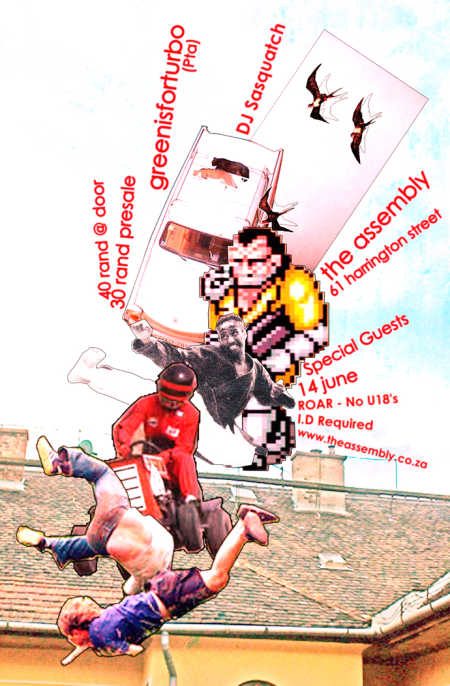 40 rand @ door
30 rand presale
greenisforturbo
(Pta)
DJ Sasquatch
the assembly
61 harrington street
Special Guests
14 june
ROAR - No U18's
I.D Required
www.theassembly.co.za